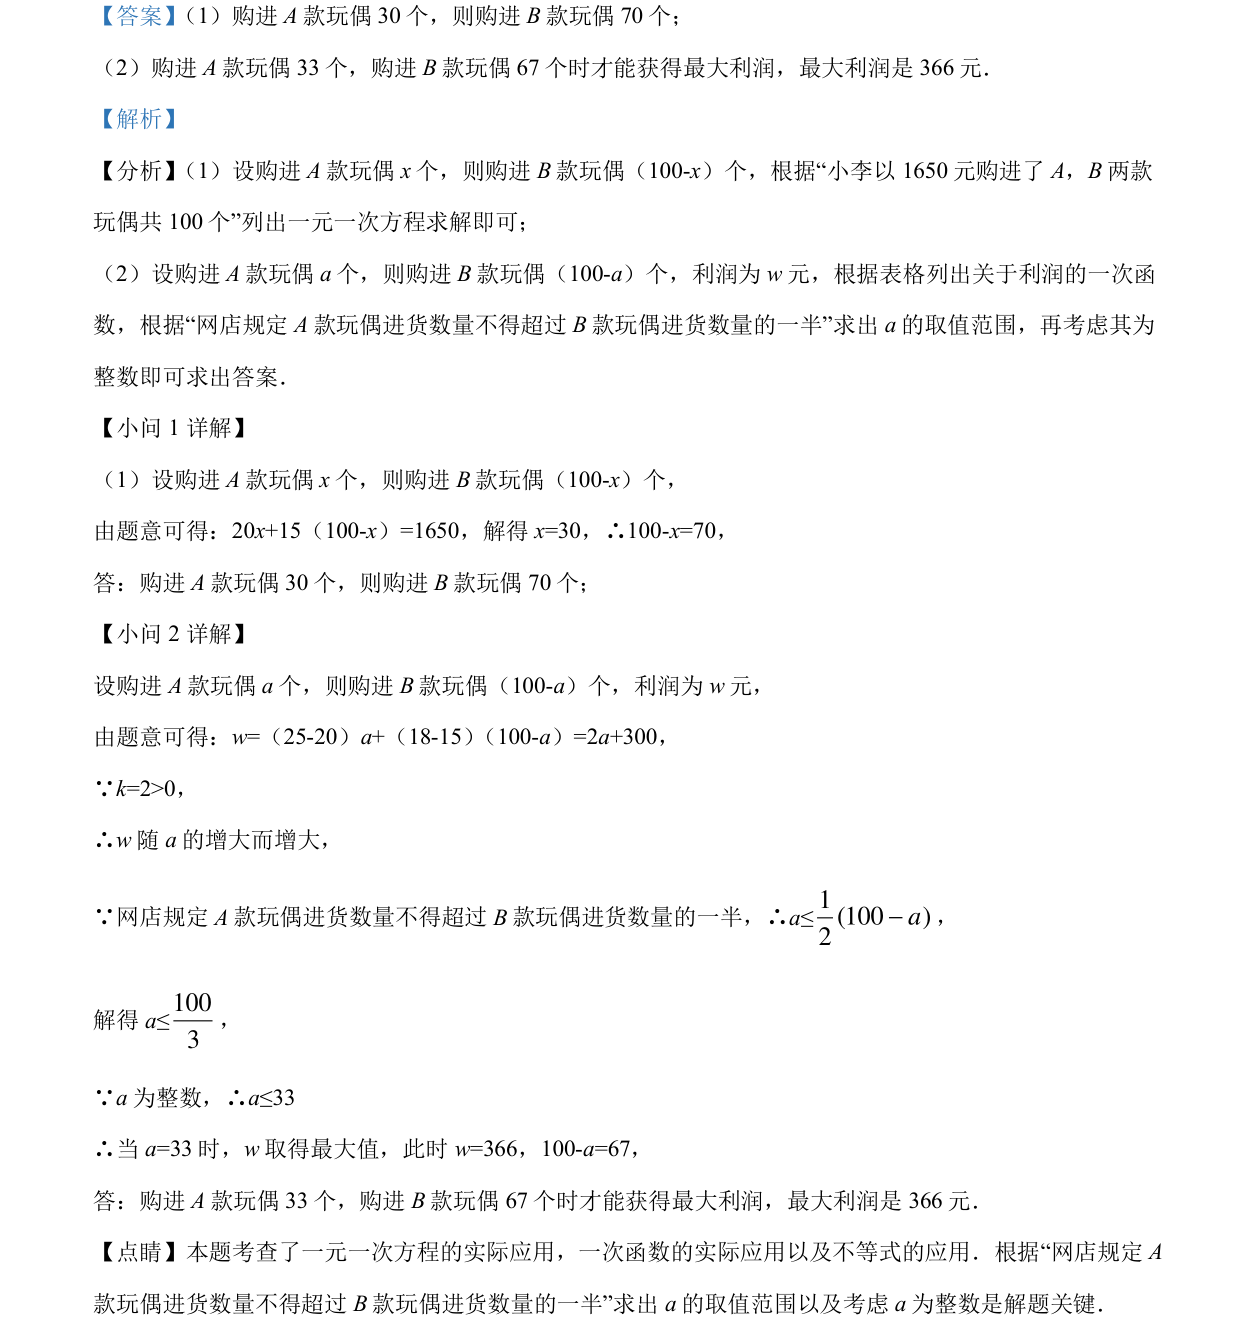 【答案】（1）购进 A 款玩偶 30 个，则购进 B 款玩偶 70 个；
（2）购进 A 款玩偶 33 个，购进 B 款玩偶 67 个时才能获得最大利润，最大利润是 366 元．
【解析】
【分析】（1）设购进 A 款玩偶 x 个，则购进 B 款玩偶（100-x）个，根据“小李以 1650 元购进了 A，B 两款
玩偶共 100 个”列出一元一次方程求解即可；
（2）设购进 A 款玩偶 a 个，则购进 B 款玩偶（100-a）个，利润为 w 元，根据表格列出关于利润的一次函
数，根据“网店规定 A 款玩偶进货数量不得超过 B 款玩偶进货数量的一半”求出 a 的取值范围，再考虑其为
整数即可求出答案．
【小问 1 详解】
（1）设购进 A 款玩偶 x 个，则购进 B 款玩偶（100-x）个，
由题意可得：20x+15（100-x）=1650，解得 x=30，∴100-x=70，
答：购进 A 款玩偶 30 个，则购进 B 款玩偶 70 个；
【小问 2 详解】
设购进 A 款玩偶 a 个，则购进 B 款玩偶（100-a）个，利润为 w 元，
由题意可得：w=（25-20）a+（18-15）（100-a）=2a+300，
∵k=2>0，
∴w 随 a 的增大而增大，
∵网店规定 A 款玩偶进货数量不得超过 B 款玩偶进货数量的一半，∴a≤1/2(100−a)，
解得 a≤100/3，
∵a 为整数，∴a≤33
∴当 a=33 时，w 取得最大值，此时 w=366，100-a=67，
答：购进 A 款玩偶 33 个，购进 B 款玩偶 67 个时才能获得最大利润，最大利润是 366 元．
【点睛】本题考查了一元一次方程的实际应用，一次函数的实际应用以及不等式的应用．根据“网店规定 A
款玩偶进货数量不得超过 B 款玩偶进货数量的一半”求出 a 的取值范围以及考虑 a 为整数是解题关键．